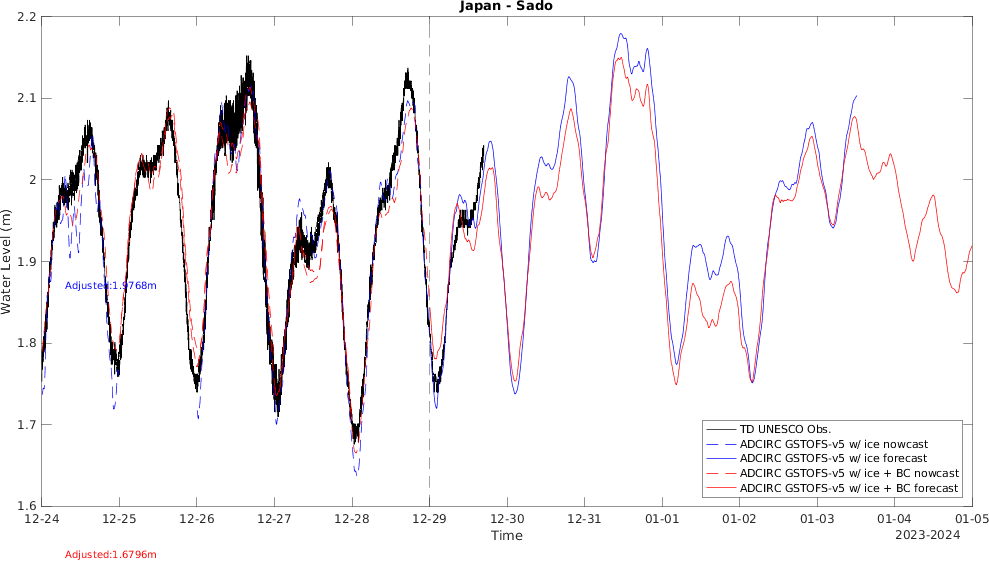 Japan - Sado
2.2
2.1
2
1.9
1.8
1.7
1.6
Water Level (m)
Adjusted:1.9768m
TD UNESCO Obs.
ADCIRC GSTOFS-v5 w/ ice nowcast
ADCIRC GSTOFS-v5 w/ ice forecast
ADCIRC GSTOFS-v5 w/ ice + BC nowcast
ADCIRC GSTOFS-v5 w/ ice + BC forecast
12-24 12-25 12-26 12-27 12-28 12-29 12-30 12-31 01-01 01-02 01-03 01-04 01-05
Time
2023-2024
Adjusted:1.6796m